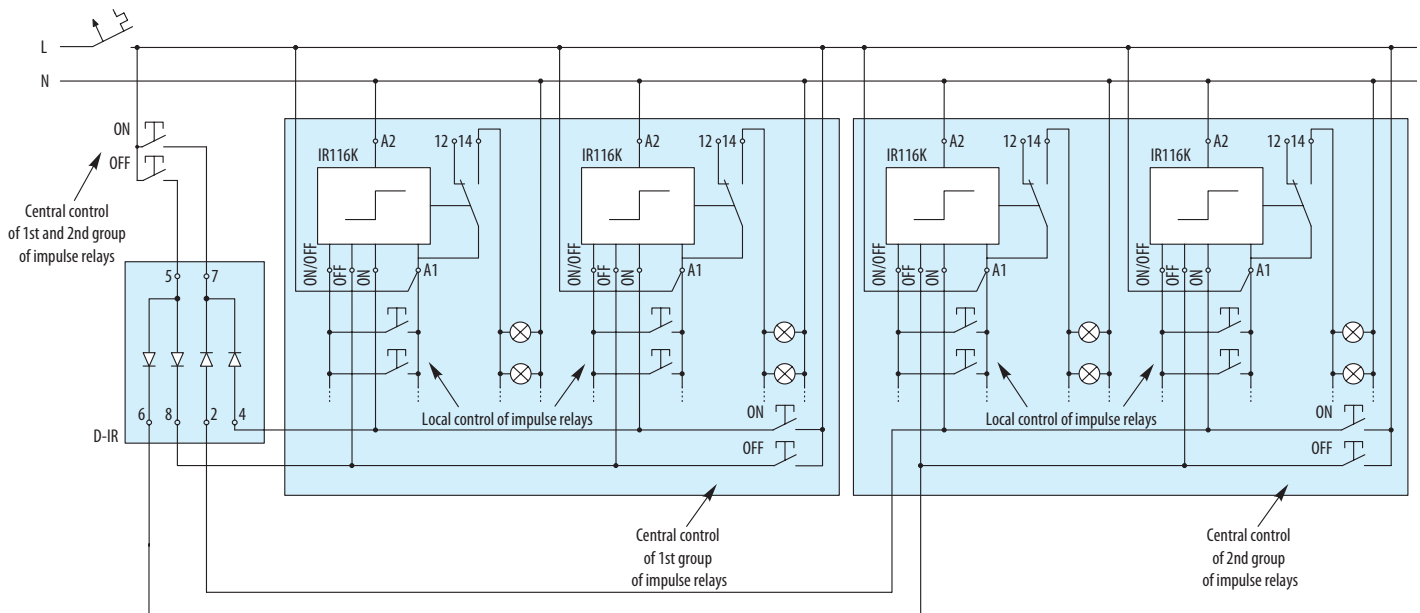 L
N
ON
OFF
Central control
of 1st and 2nd group
of impulse relays
5 7
6 8 2 4
D-IR
A2 12 14
IR116K
ON/OFF
OFF
ON
A1
A2 12 14
IR116K
ON/OFF
OFF
ON
A1
Local control of impulse relays
ON
OFF
Central control
of 1st group
of impulse relays
A2 12 14
IR116K
ON/OFF
OFF
ON
A1
A2 12 14
IR116K
ON/OFF
OFF
ON
A1
Local control of impulse relays
ON
OFF
Central control
of 2nd group
of impulse relays